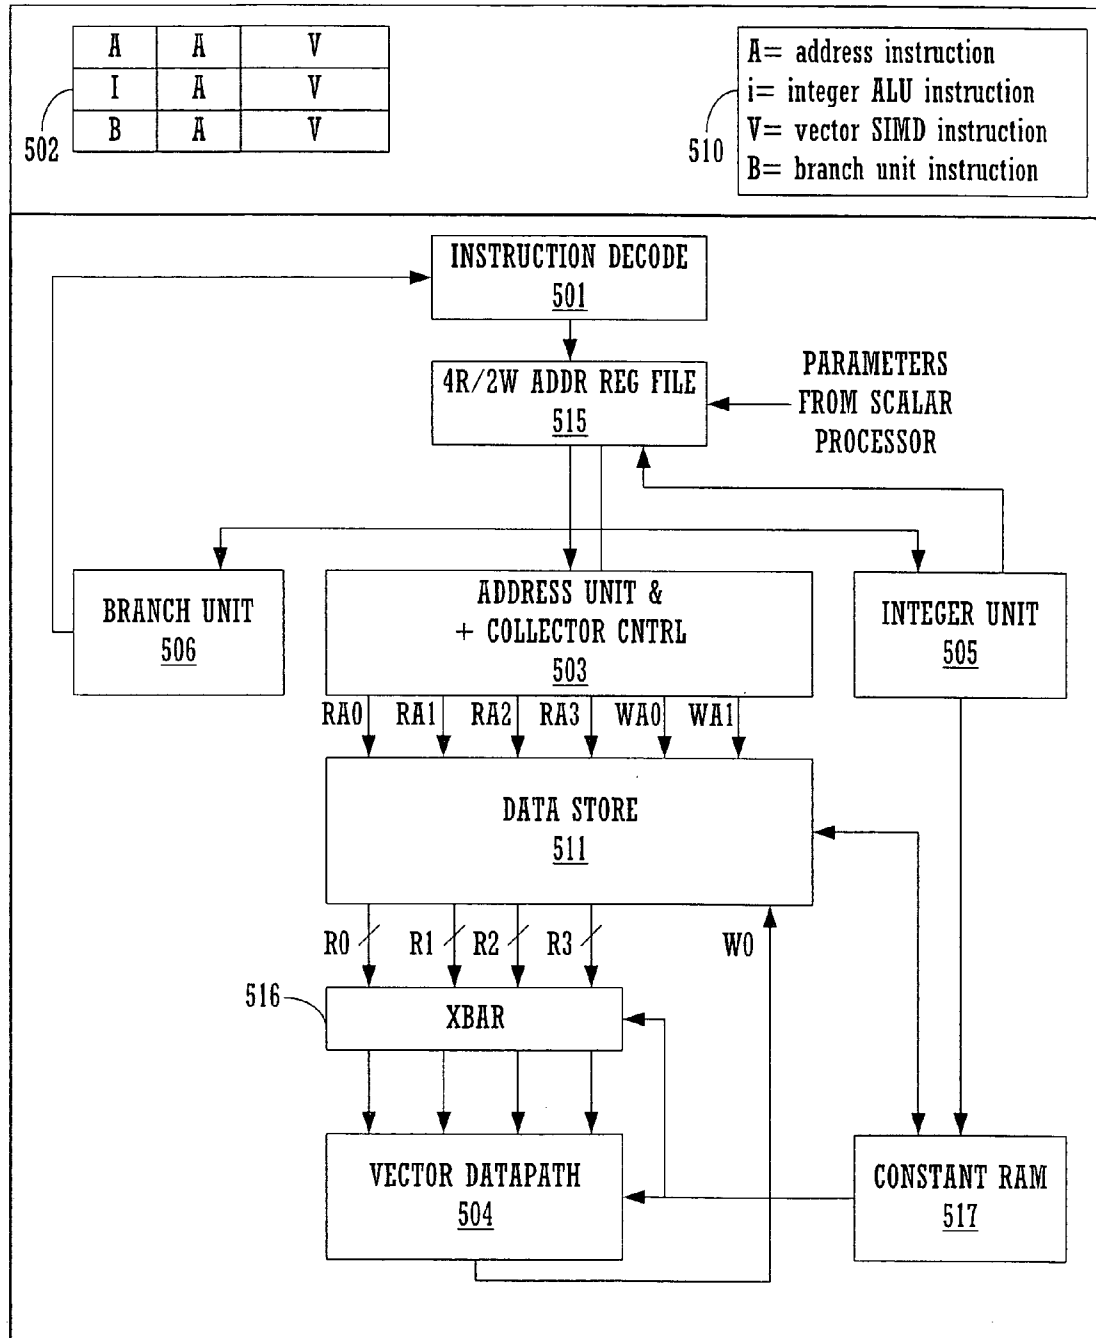 A A V
I A V
B A V
502
A= address instruction
i= integer ALU instruction
V= vector SIMD instruction
B= branch unit instruction
510
INSTRUCTION DECODE
501
4R/2W ADDR REG FILE
515
PARAMETERS
FROM SCALAR
PROCESSOR
BRANCH UNIT
506
ADDRESS UNIT &
+ COLLECTOR CNTRL
503
INTEGER UNIT
505
RA0 RA1 RA2 RA3 WA0 WA1
DATA STORE
511
R0 R1 R2 R3 W0
516
XBAR
VECTOR DATAPATH
504
CONSTANT RAM
517